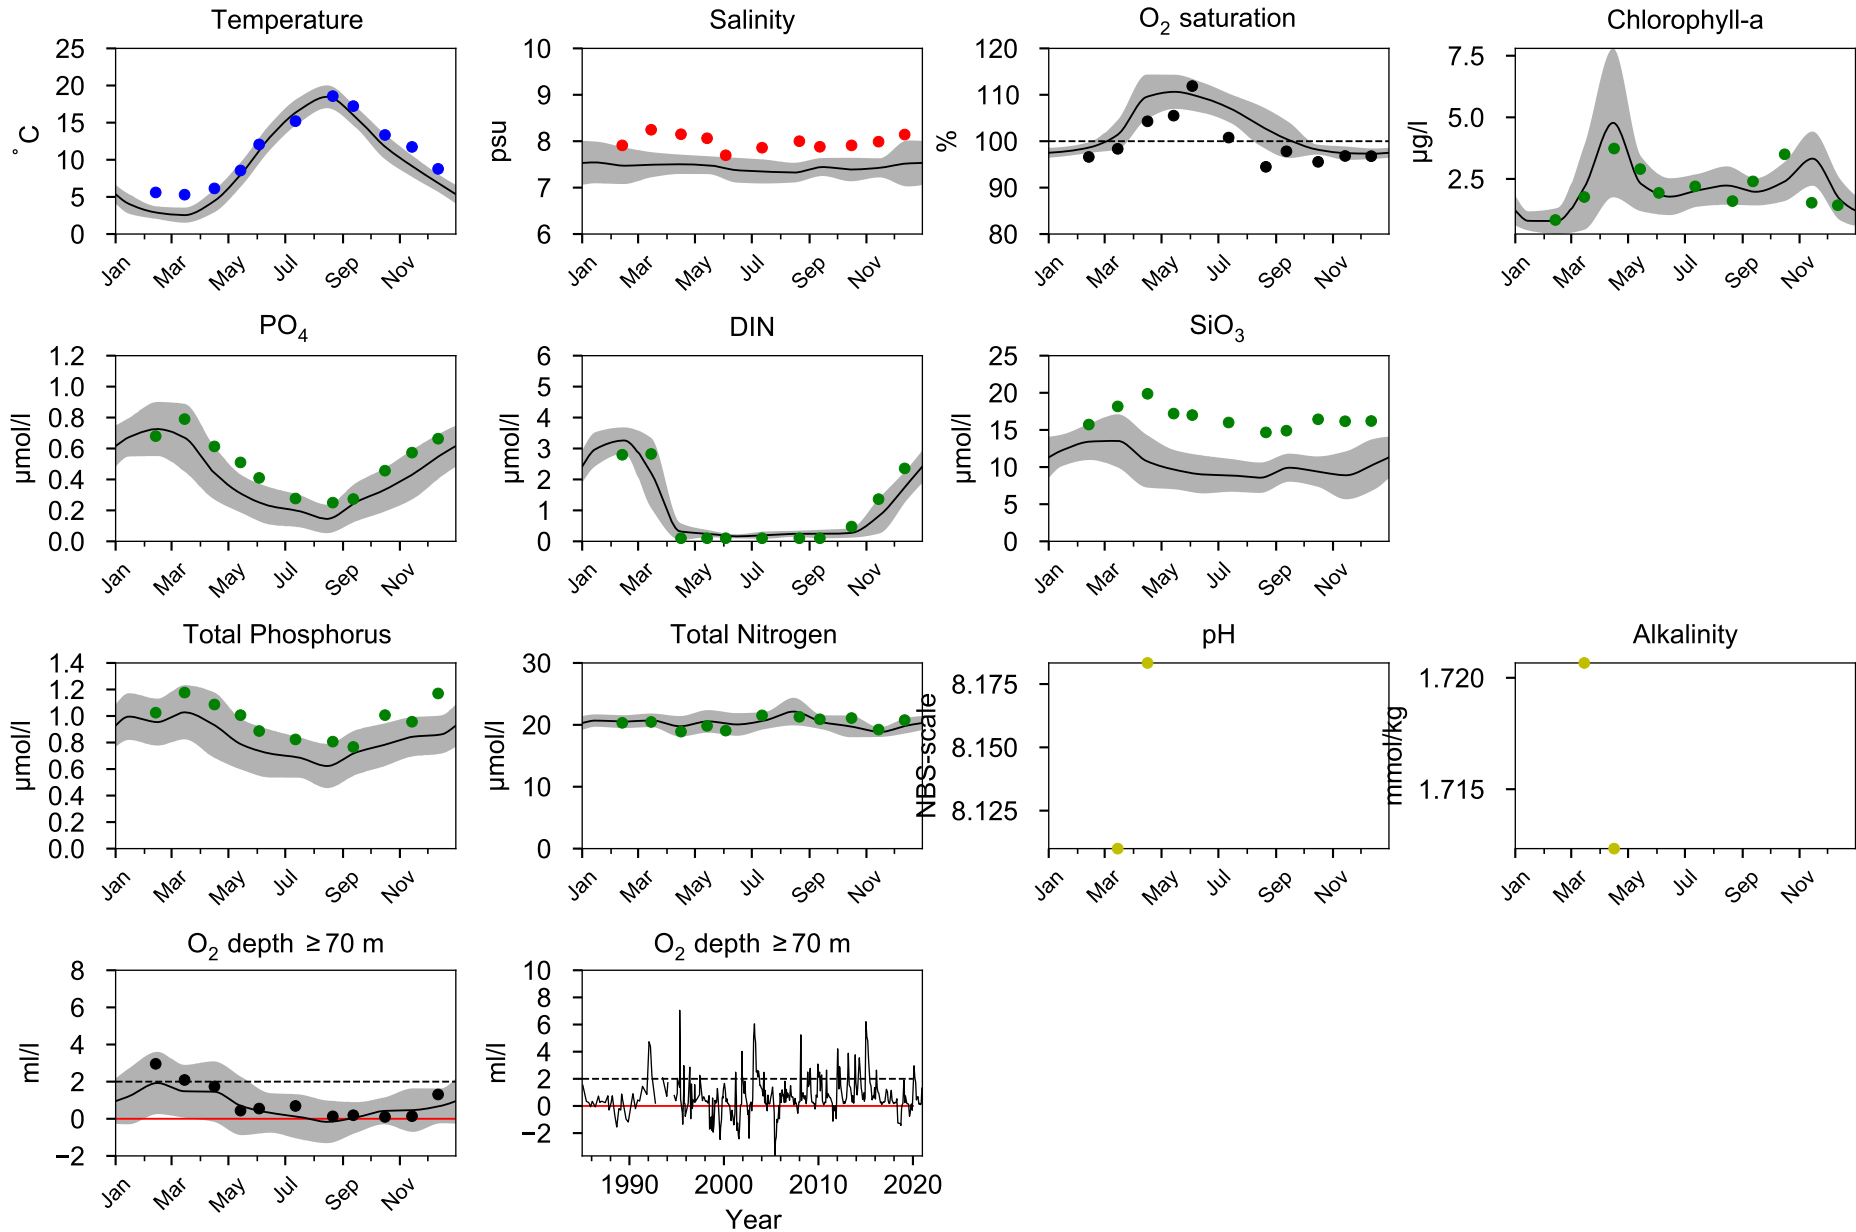 Temperature
Salinity
O2 saturation
Chlorophyll-a
25
20
15
10
5
0
° C
Jan
Mar
May
Jul
Sep
Nov
10
9
8
7
6
psu
Jan
Mar
May
Jul
Sep
Nov
120
110
100
90
80
%
Jan
Mar
May
Jul
Sep
Nov
7.5
5.0
2.5
µg/l
Jan
Mar
May
Jul
Sep
Nov
PO4
DIN
SiO3
1.2
1.0
0.8
0.6
0.4
0.2
0.0
µmol/l
Jan
Mar
May
Jul
Sep
Nov
6
5
4
3
2
1
0
µmol/l
Jan
Mar
May
Jul
Sep
Nov
25
20
15
10
5
0
µmol/l
Jan
Mar
May
Jul
Sep
Nov
Total Phosphorus
Total Nitrogen
pH
Alkalinity
1.4
1.2
1.0
0.8
0.6
0.4
0.2
0.0
µmol/l
Jan
Mar
May
Jul
Sep
Nov
30
20
10
0
µmol/l
Jan
Mar
May
Jul
Sep
Nov
8.175
8.150
8.125
NBS-scale
Jan
Mar
May
Jul
Sep
Nov
1.720
1.715
mmol/kg
Jan
Mar
May
Jul
Sep
Nov
O2 depth ≥70 m
O2 depth ≥70 m
8
6
4
2
0
−2
ml/l
Jan
Mar
May
Jul
Sep
Nov
10
8
6
4
2
0
−2
ml/l
1990
2000
2010
2020
Year